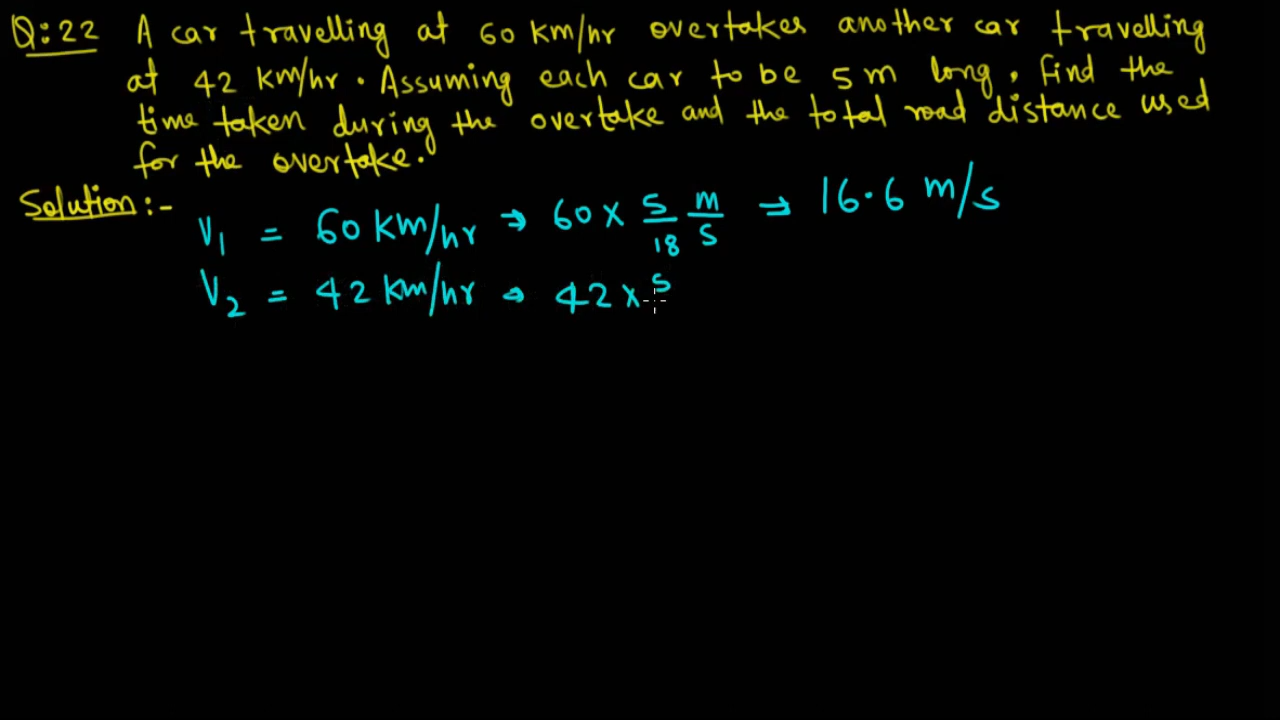 Q:22 A car travelling at 60 km/hr overtakes another car travelling
at 42 km/hr. Assuming each car to be 5 m long. Find the
time taken during the overtake and the total road distance used
for the overtake.
Solution:-
V₁ = 60 km/hr → 60 × 5/18 m/s ⇒ 16.6 m/s
V₂ = 42 km/hr → 42 × 5